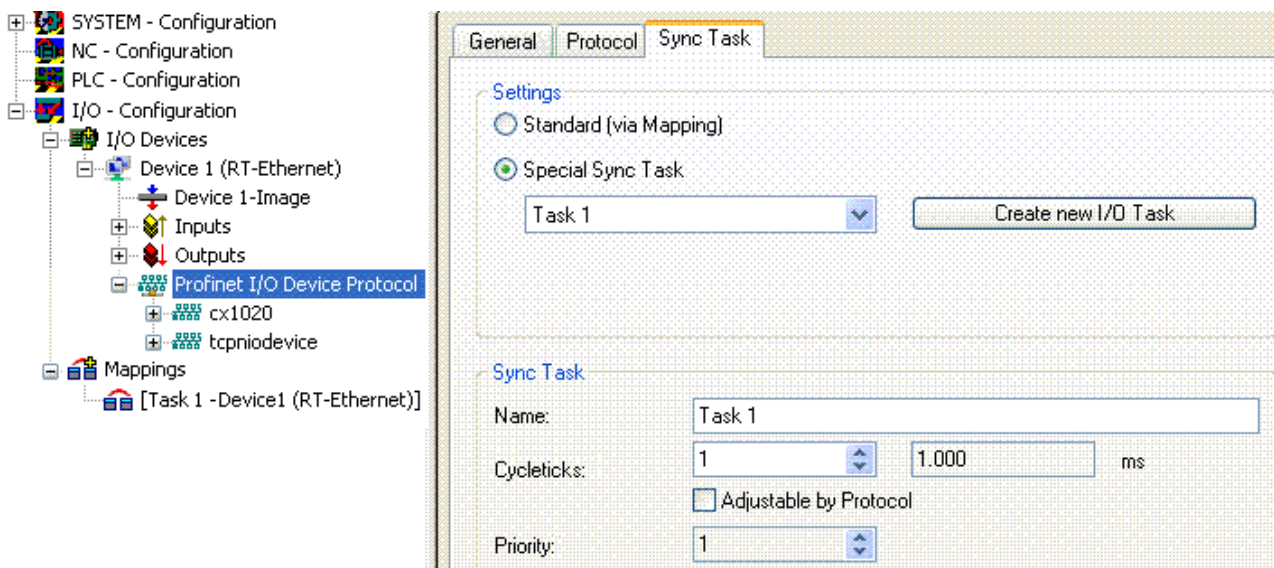 SYSTEM - Configuration
NC - Configuration
PLC - Configuration
I/O - Configuration
I/O Devices
Device 1 (RT-Ethernet)
Device 1-Image
Inputs
Outputs
Profinet I/O Device Protocol
cx1020
tcpniodevice
Mappings
[Task 1 -Device1 (RT-Ethernet)]
General Protocol Sync Task
Settings
Standard (via Mapping)
Special Sync Task
Task 1 Create new I/O Task
Sync Task
Name: Task 1
Cycleticks: 1 1.000 ms
Adjustable by Protocol
Priority: 1